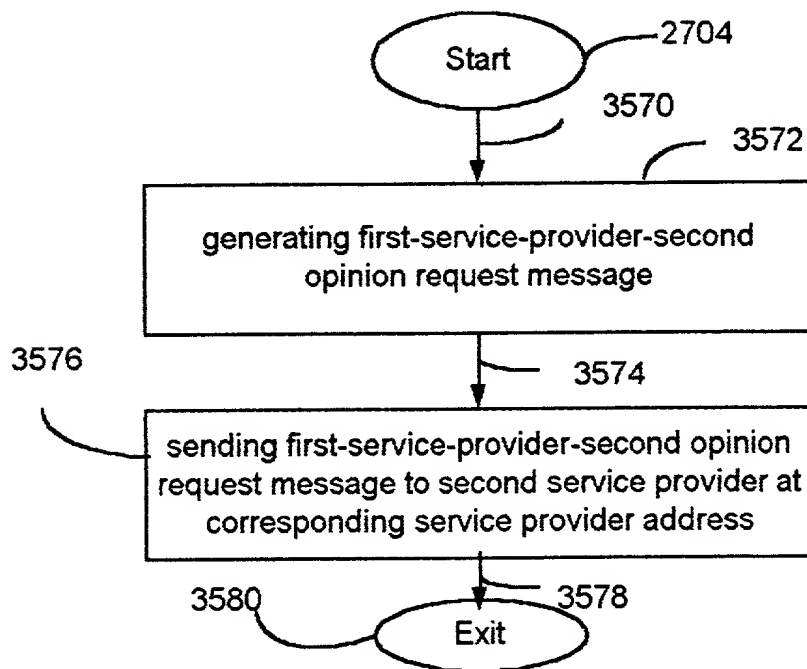 Start
2704
3570
3572
generating first-service-provider-second
opinion request message
3576
3574
sending first-service-provider-second opinion
request message to second service provider at
corresponding service provider address
3580
3578
Exit